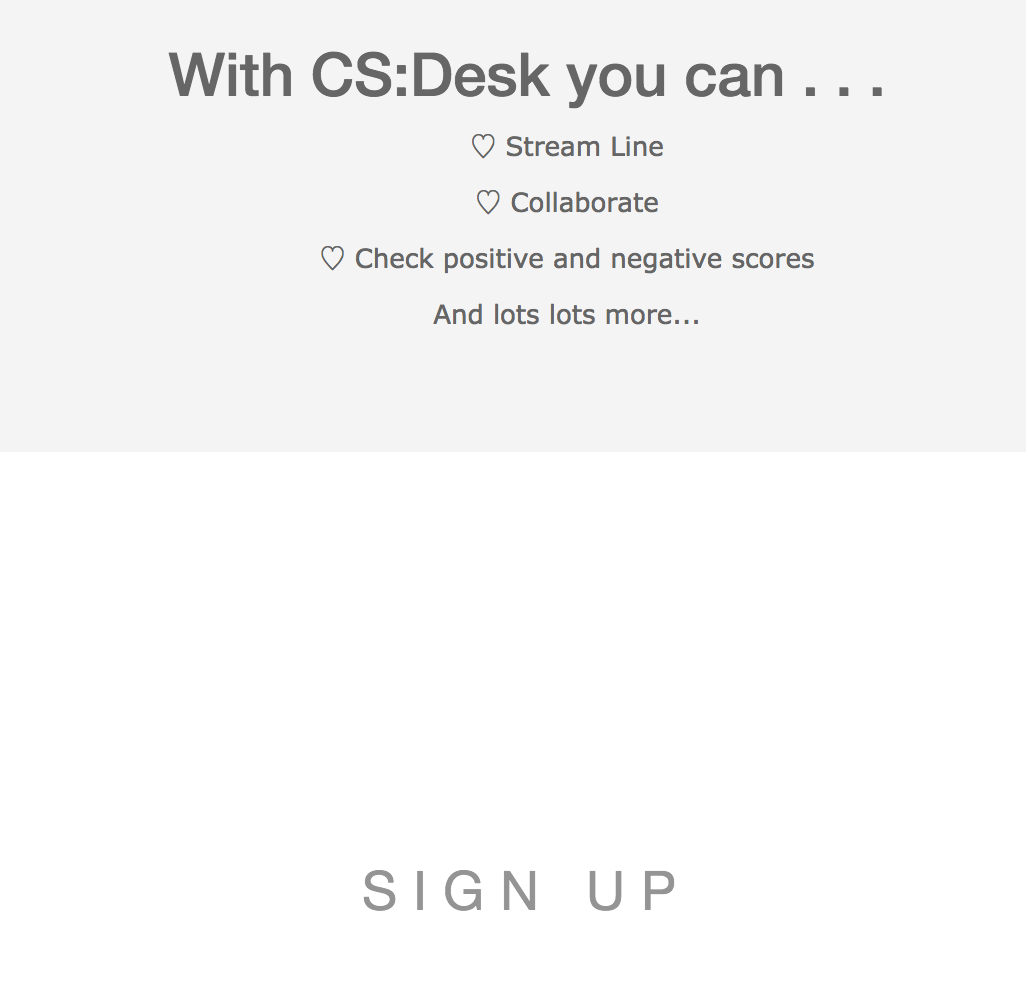 With CS:Desk you can . . .
♡ Stream Line
♡ Collaborate
♡ Check positive and negative scores
And lots lots more...
SIGN UP